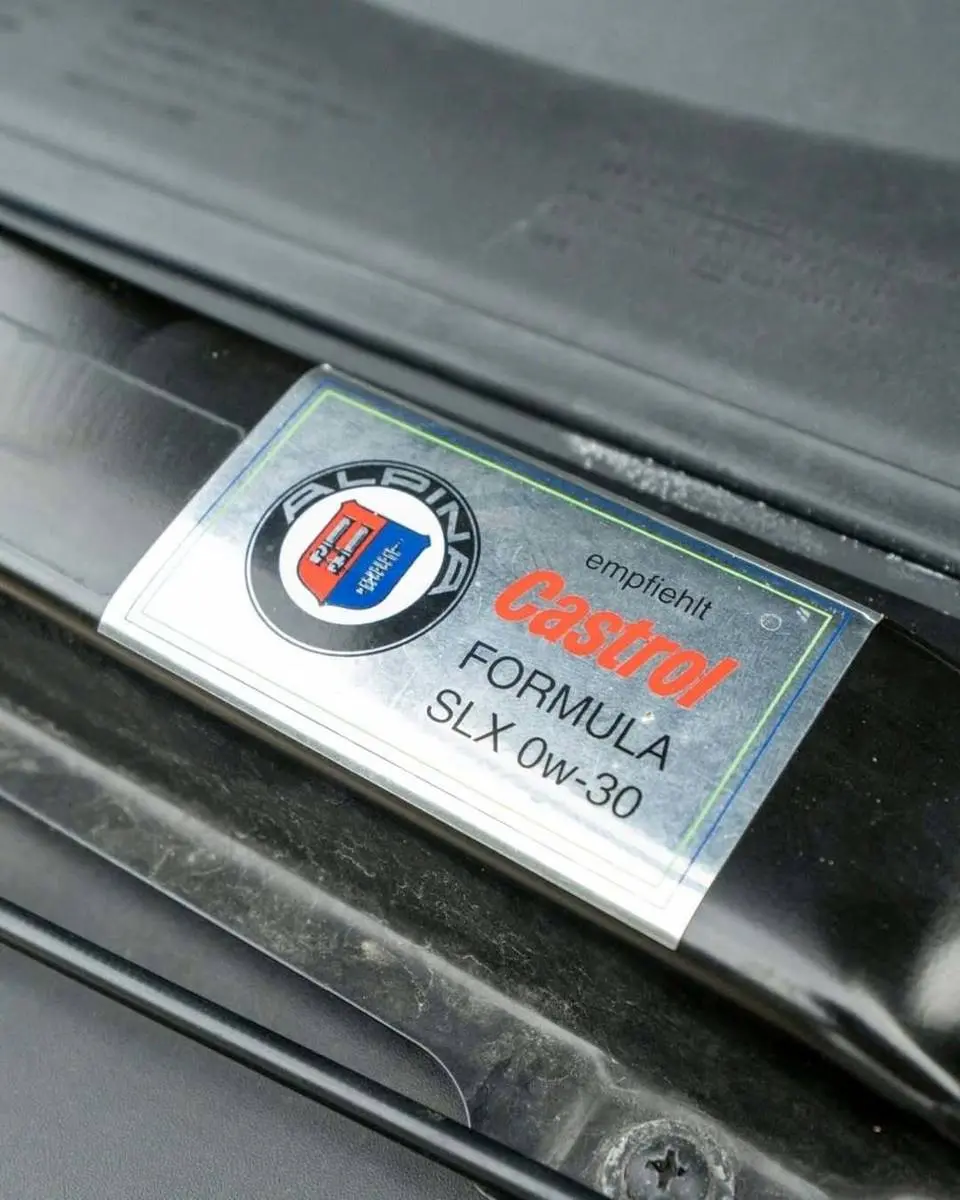 ALPINA
empfiehlt
Castrol
FORMULA
SLX 0w-30